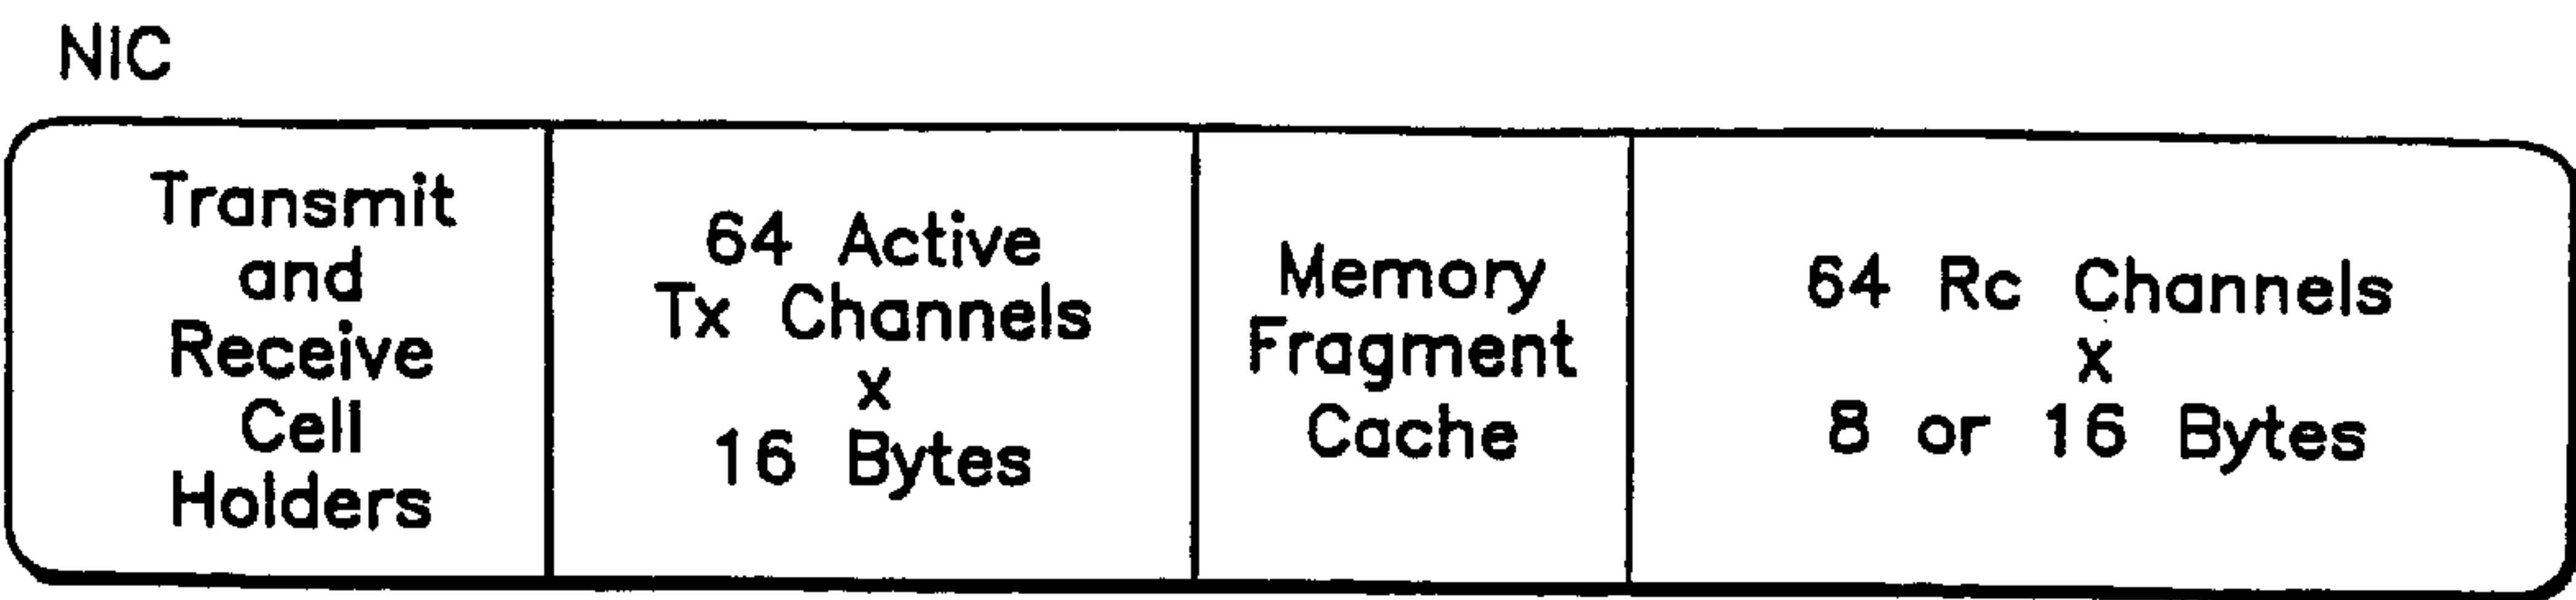 NIC
Transmit
and
Receive
Cell
Holders
64 Active
Tx Channels
x
16 Bytes
Memory
Fragment
Cache
64 Rc Channels
x
8 or 16 Bytes